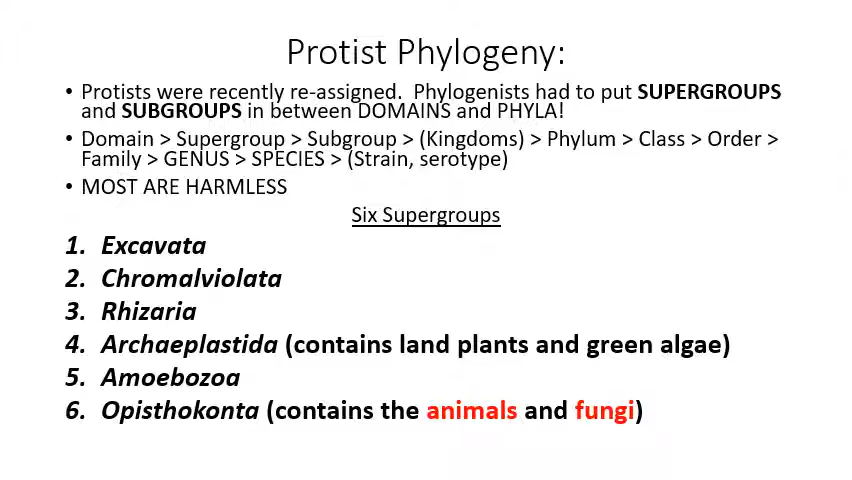 Protist Phylogeny:
• Protists were recently re-assigned. Phylogenists had to put SUPERGROUPS
and SUBGROUPS in between DOMAINS and PHYLA!
• Domain > Supergroup > Subgroup > (Kingdoms) > Phylum > Class > Order >
Family > GENUS > SPECIES > (Strain, serotype)
• MOST ARE HARMLESS
Six Supergroups
1. Excavata
2. Chromalviolata
3. Rhizaria
4. Archaeplastida (contains land plants and green algae)
5. Amoebozoa
6. Opisthokonta (contains the animals and fungi)